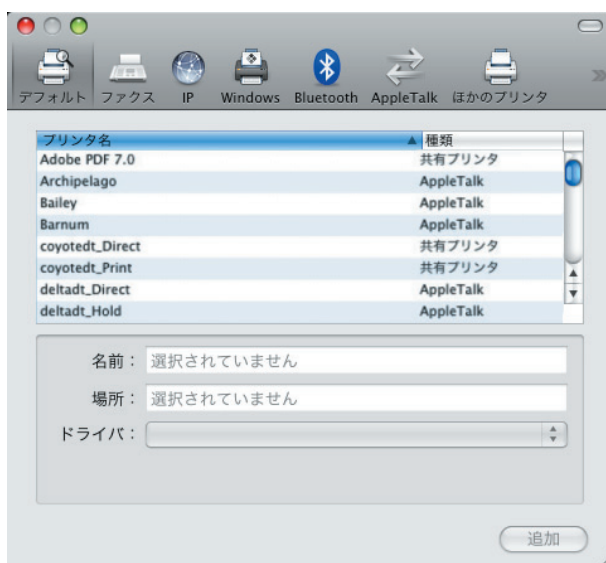 デフォルト ファクス IP Windows Bluetooth AppleTalk ほかのプリンタ
プリンタ名 種類
Adobe PDF 7.0 共有プリンタ
Archipelago AppleTalk
Bailey AppleTalk
Barnum AppleTalk
coyotedt_Direct 共有プリンタ
coyotedt_Print 共有プリンタ
deltadt_Direct AppleTalk
deltadt_Hold AppleTalk
名前： 選択されていません
場所： 選択されていません
ドライバ：
追加